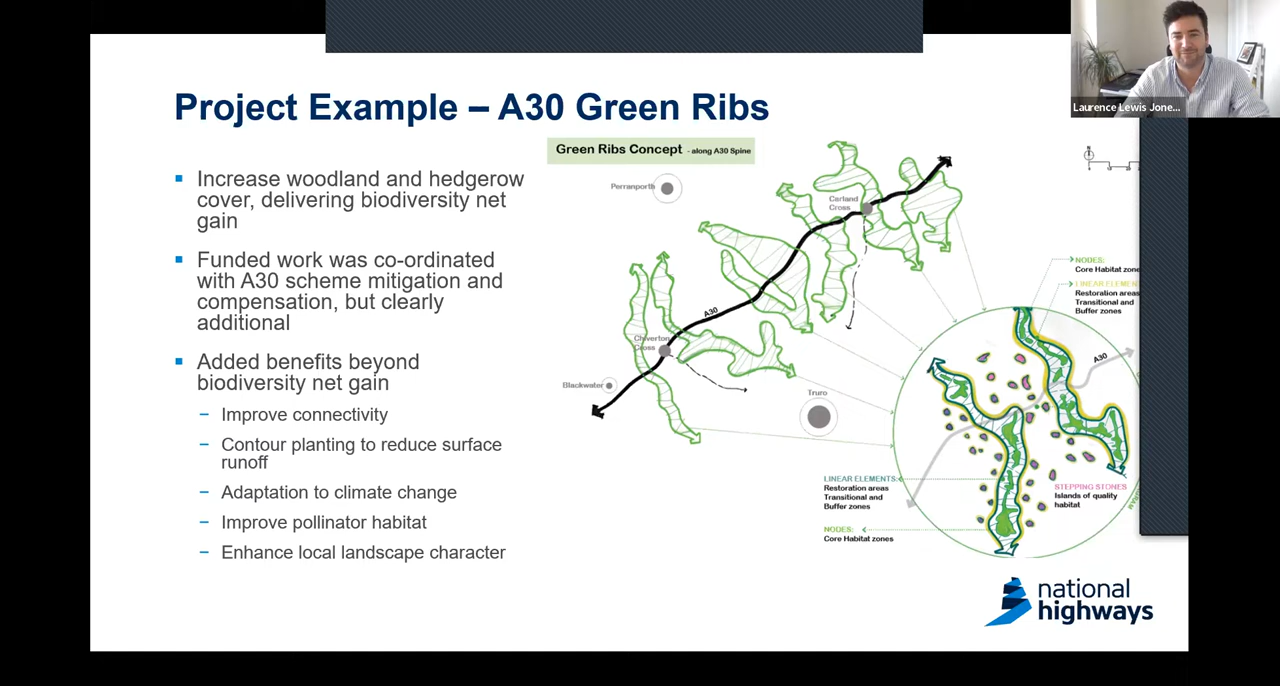 Laurence Lewis Jone...
Project Example – A30 Green Ribs
Increase woodland and hedgerow
cover, delivering biodiversity net
gain
Funded work was co-ordinated
with A30 scheme mitigation and
compensation, but clearly
additional
Added benefits beyond
biodiversity net gain
– Improve connectivity
– Contour planting to reduce surface
runoff
– Adaptation to climate change
– Improve pollinator habitat
– Enhance local landscape character
Green Ribs Concept - along A30 Spine
Perranporth
Carland
Cross
A30
Chiverton
Cross
Blackwater
Truro
N
NODES:
Core Habitat zone
LINEAR ELEMEN
Restoration areas
Transitional and
Buffer zones
A30
LINEAR ELEMENTS:
Restoration areas
Transitional and
Buffer zones
STEPPING STONES
Islands of quality
habitat
NODES:
Core Habitat zones
national
highways